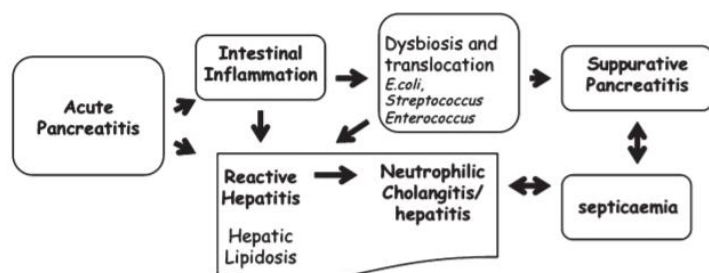 Acute
Pancreatitis
Intestinal
Inflammation
Dysbiosis and
translocation
E.coli,
Streptococcus
Enterococcus
Suppurative
Pancreatitis
Reactive
Hepatitis
Hepatic
Lipidosis
Neutrophilic
Cholangitis/
hepatitis
septicaemia